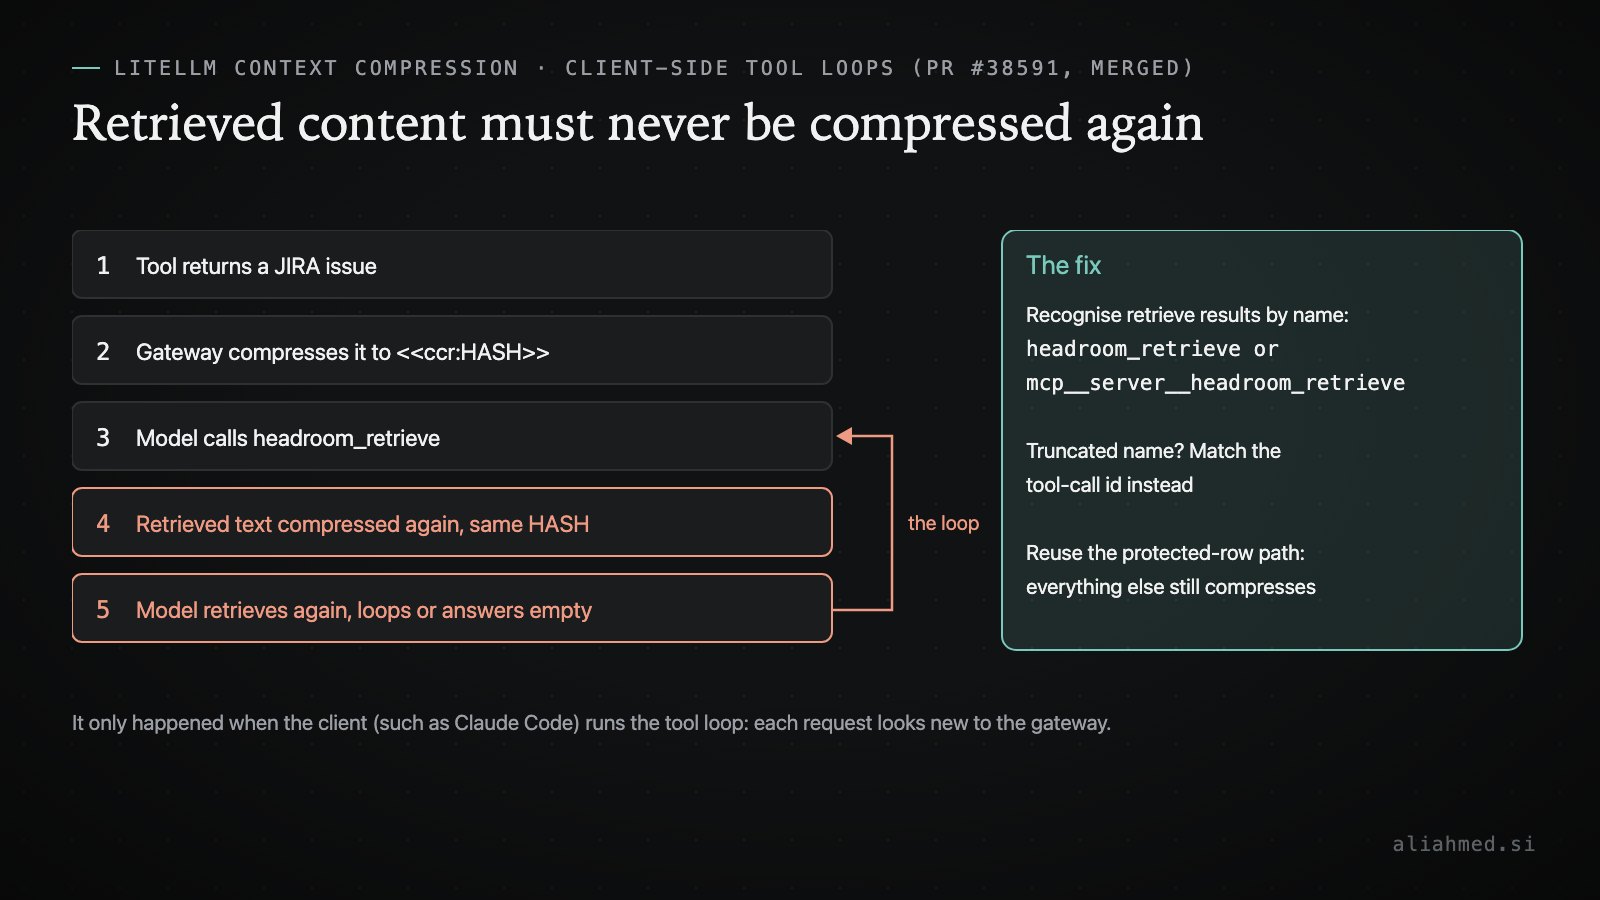 LITELLM CONTEXT COMPRESSION · CLIENT-SIDE TOOL LOOPS (PR #38591, MERGED)
Retrieved content must never be compressed again
1 Tool returns a JIRA issue
2 Gateway compresses it to <<ccr:HASH>>
3 Model calls headroom_retrieve
4 Retrieved text compressed again, same HASH
5 Model retrieves again, loops or answers empty
the loop
The fix
Recognise retrieve results by name:
headroom_retrieve or
mcp__server__headroom_retrieve
Truncated name? Match the
tool-call id instead
Reuse the protected-row path:
everything else still compresses
It only happened when the client (such as Claude Code) runs the tool loop: each request looks new to the gateway.
aliahmed.si